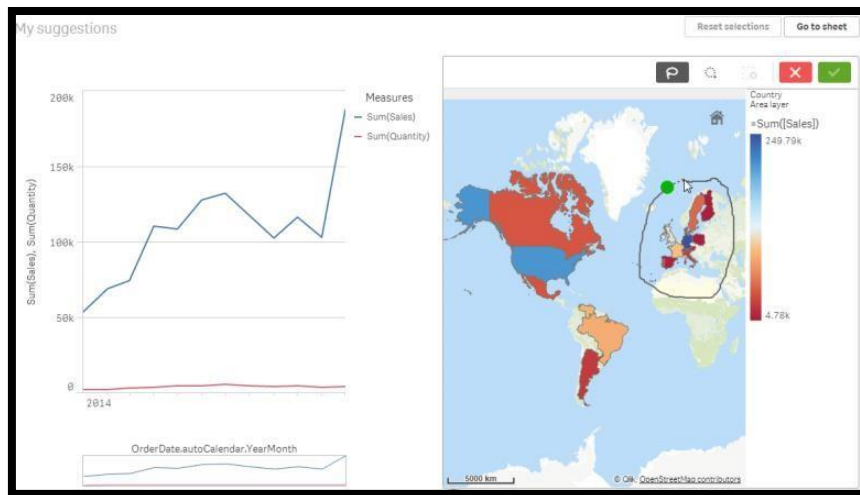 My suggestions
Reset selections
Go to sheet
Sum(Sales), Sum(Quantity)
200k
150k
100k
50k
0
2014
Measures
Sum(Sales)
Sum(Quantity)
OrderDate.autoCalendar.YearMonth
Country
Area layer
Sum([Sales])
249.79k
4.78k
5000 km
© Qlik, OpenStreetMap contributors